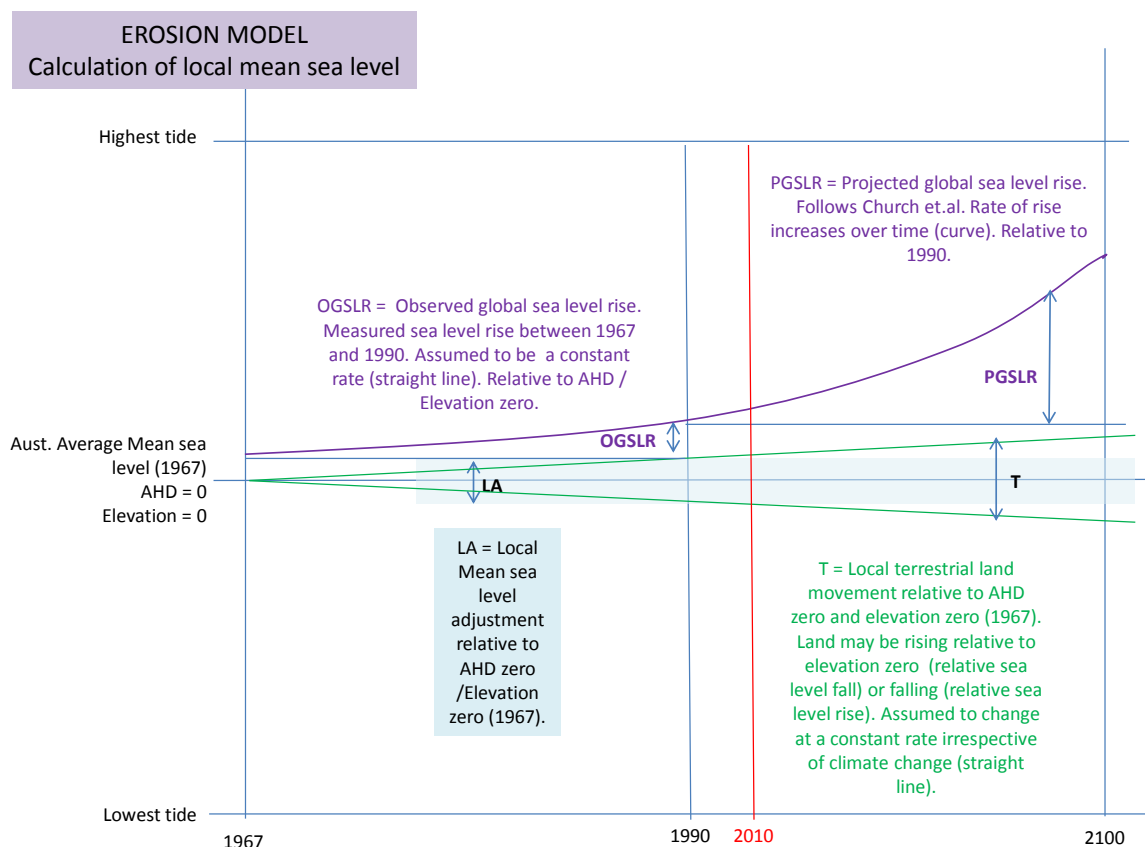 EROSION MODEL
Calculation of local mean sea level
Highest tide
PGSLR = Projected global sea level rise.
Follows Church et.al. Rate of rise
increases over time (curve). Relative to
1990.
OGSLR =  Observed global sea level rise.
Measured sea level rise between 1967
and 1990. Assumed to be  a constant
rate (straight line). Relative to AHD /
Elevation zero.
PGSLR
OGSLR
Aust. Average Mean sea
level (1967)
AHD = 0
Elevation = 0
LA
T
LA = Local
Mean sea
level
adjustment
relative to
AHD zero
/Elevation
zero (1967).
T = Local terrestrial land
movement relative to AHD
zero and elevation zero (1967).
Land may be rising relative to
elevation zero  (relative sea
level fall) or falling (relative sea
level rise). Assumed to change
at a constant rate irrespective
of climate change (straight
line).
Lowest tide
1967
1990
2010
2100